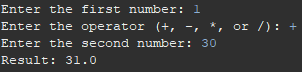 Enter the first number: 1
Enter the operator (+, -, *, or /): +
Enter the second number: 30
Result: 31.0